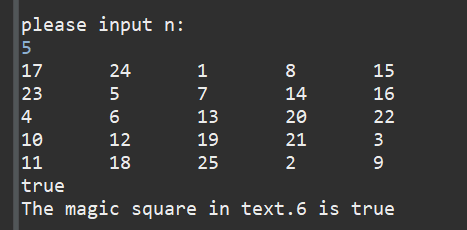 please input n:
5
17 24 1 8 15
23 5 7 14 16
4 6 13 20 22
10 12 19 21 3
11 18 25 2 9
true
The magic square in text.6 is true